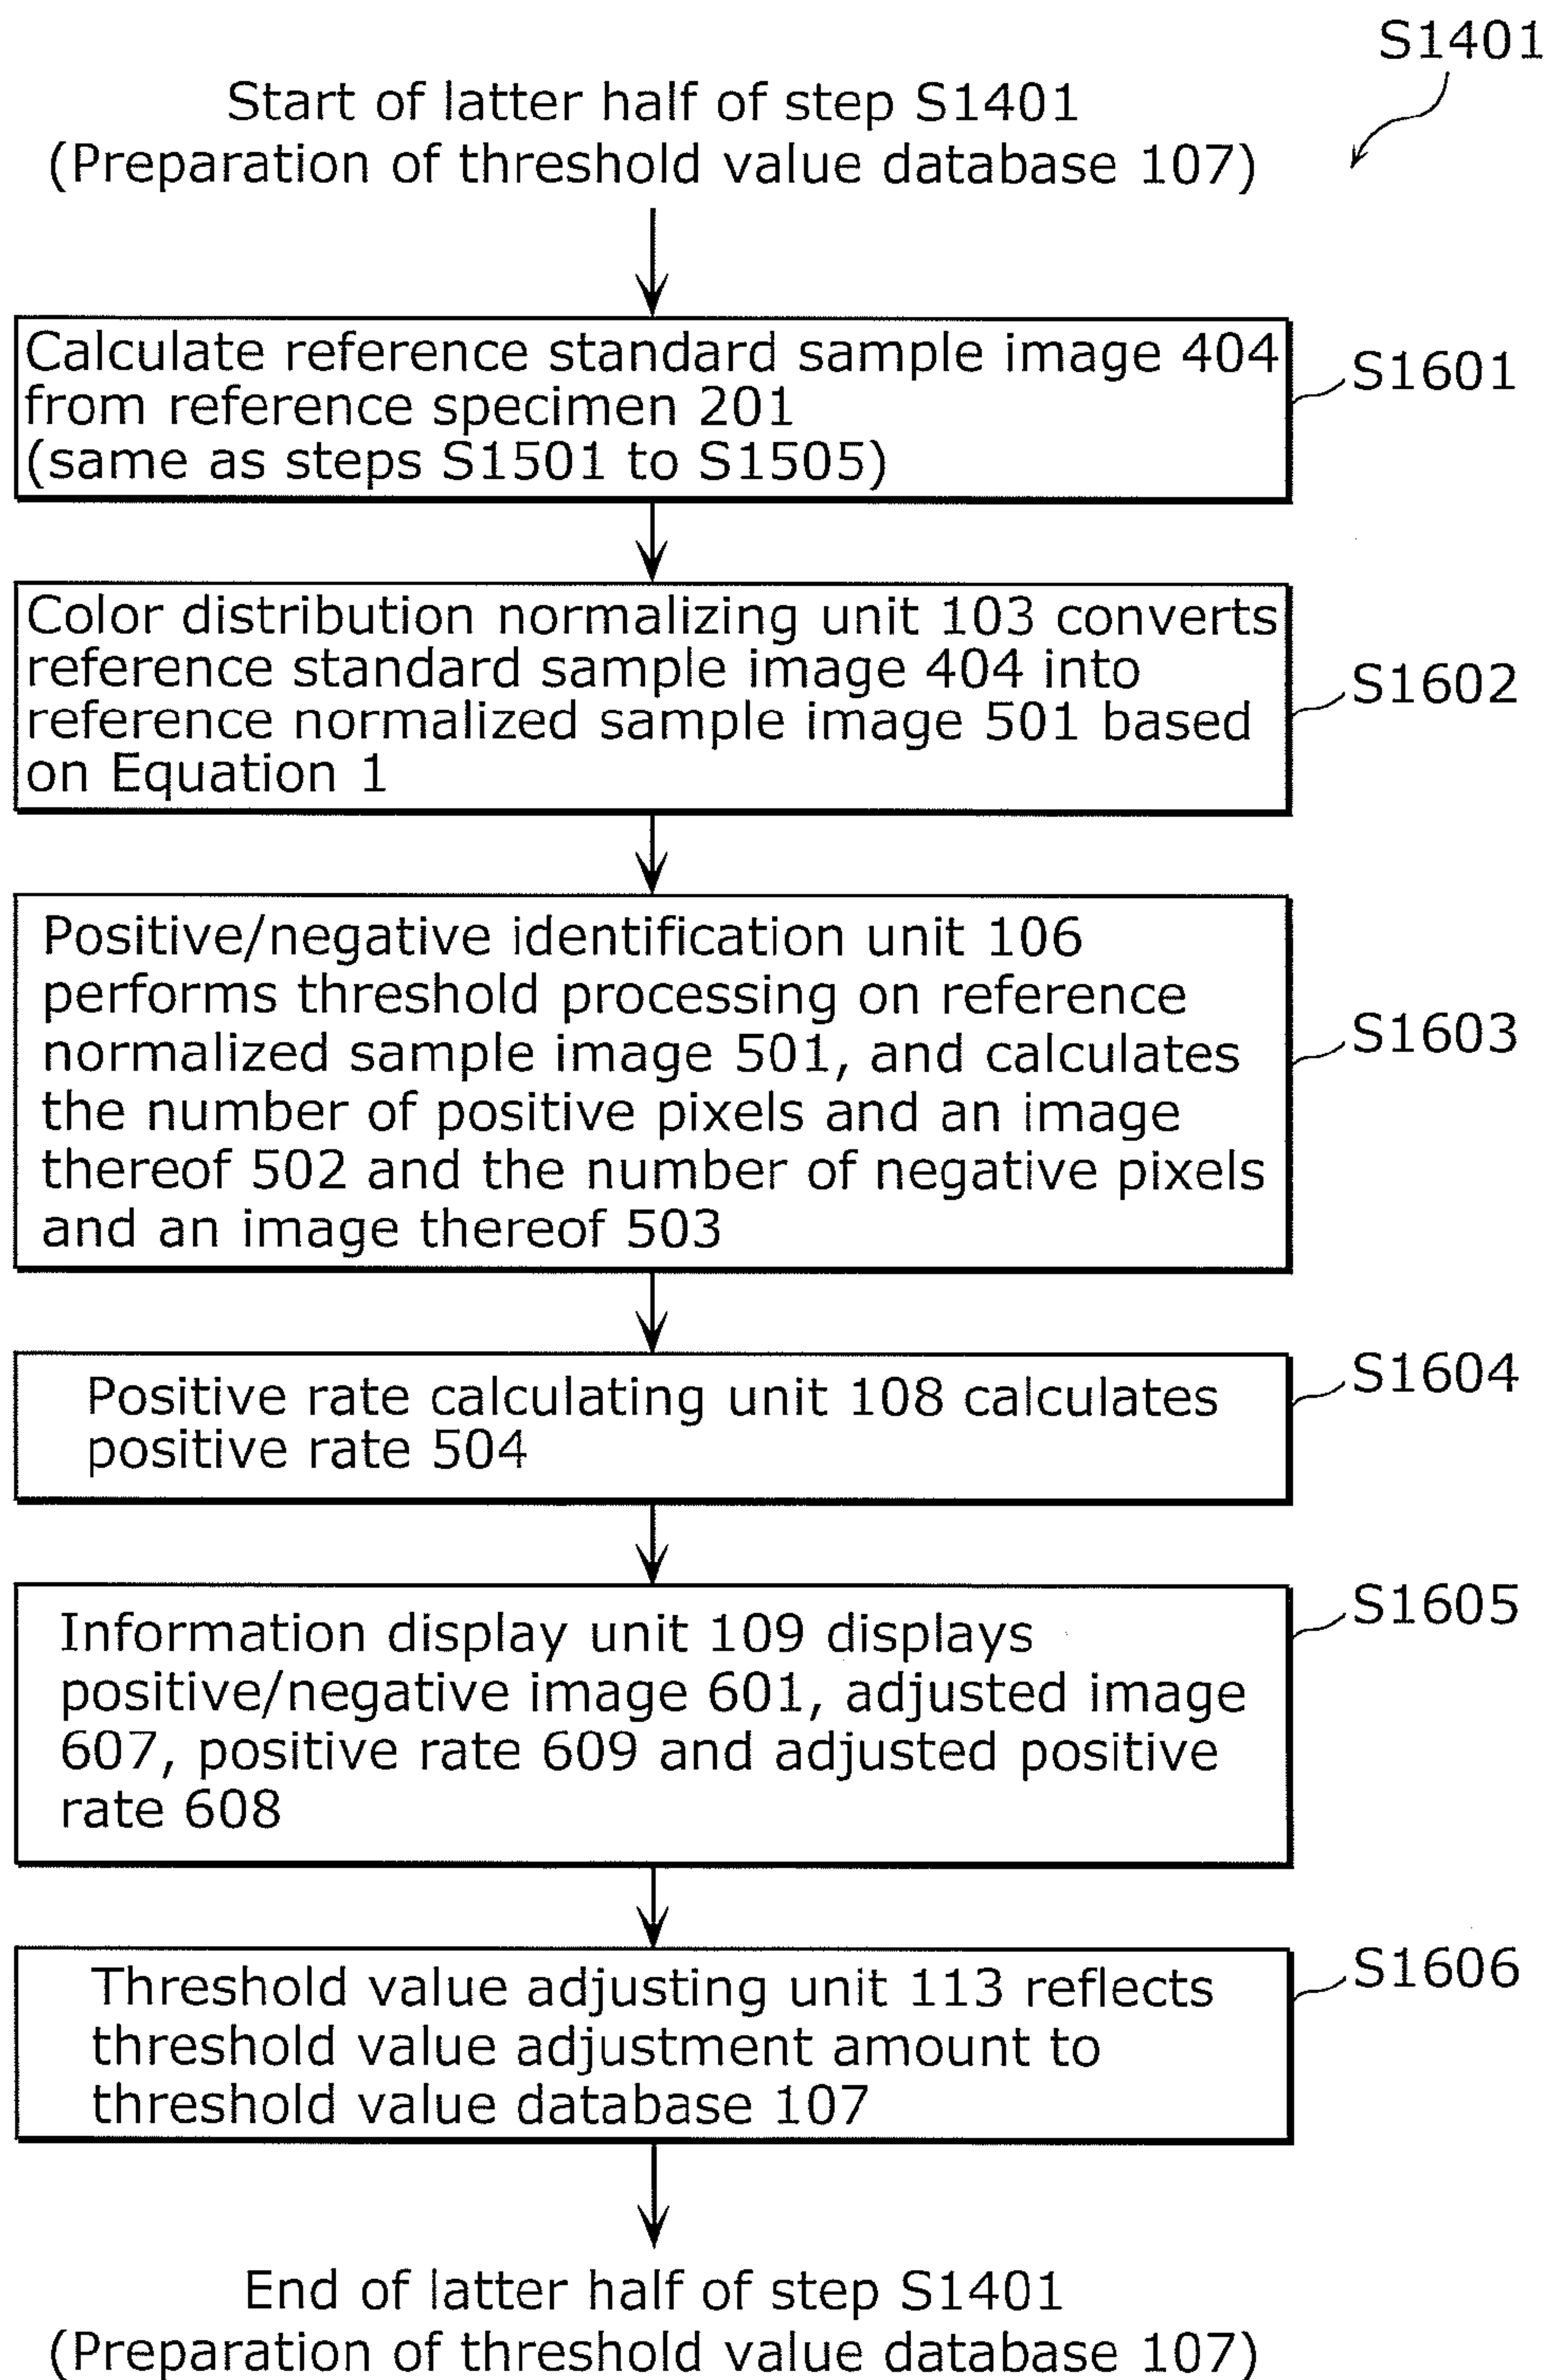 S1401
Start of latter half of step S1401
(Preparation of threshold value database 107)
Calculate reference standard sample image 404
from reference specimen 201
(same as steps S1501 to S1505)
S1601
Color distribution normalizing unit 103 converts
reference standard sample image 404 into
reference normalized sample image 501 based
on Equation 1
S1602
Positive/negative identification unit 106
performs threshold processing on reference
normalized sample image 501, and calculates
the number of positive pixels and an image
thereof 502 and the number of negative pixels
and an image thereof 503
S1603
Positive rate calculating unit 108 calculates
positive rate 504
S1604
Information display unit 109 displays
positive/negative image 601, adjusted image
607, positive rate 609 and adjusted positive
rate 608
S1605
Threshold value adjusting unit 113 reflects
threshold value adjustment amount to
threshold value database 107
S1606
End of latter half of step S1401
(Preparation of threshold value database 107)